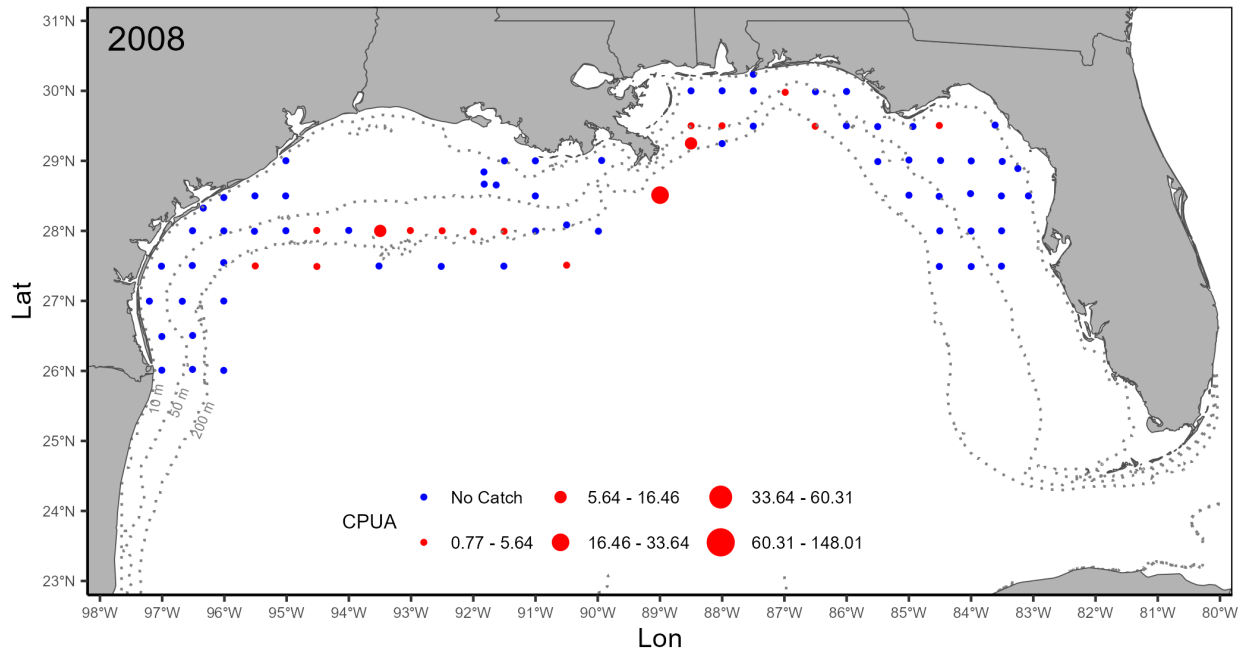 2008
31°N
30°N
29°N
28°N
27°N
26°N
25°N
24°N
23°N
Lat
10 m
50 m
200 m
CPUA
No Catch
5.64 - 16.46
33.64 - 60.31
0.77 - 5.64
16.46 - 33.64
60.31 - 148.01
98°W 97°W 96°W 95°W 94°W 93°W 92°W 91°W 90°W 89°W 88°W 87°W 86°W 85°W 84°W 83°W 82°W 81°W 80°W
Lon